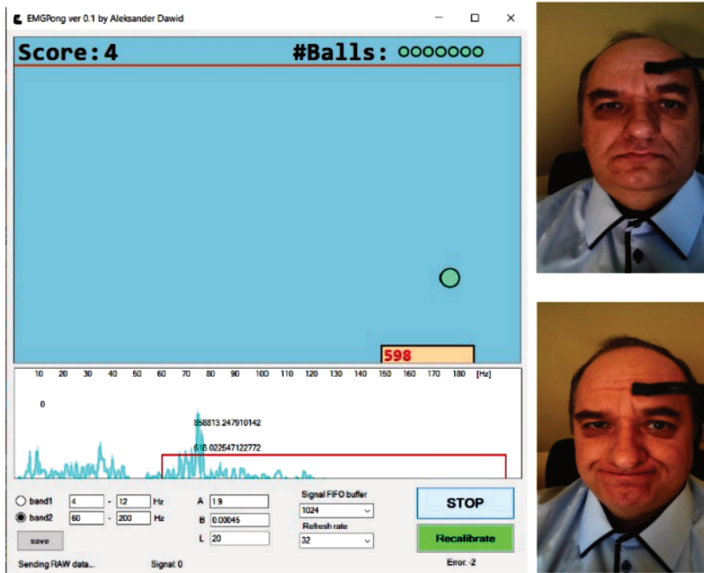 EMGPong ver 0.1 by Aleksander Dawid
Score: 4 #Balls:
598
10 20 30 40 50 60 70 80 90 100 110 120 130 140 150 160 170 180 [Hz]
0
858813.247910142
518.022547122772
band1 4 - 12 Hz
band2 60 - 200 Hz
save
A 1.9
B 0.00045
L 20
Signal FIFO buffer
1024
Refresh rate
32
STOP
Recalibrate
Sending RAW data... Signal: 0 Error: -2